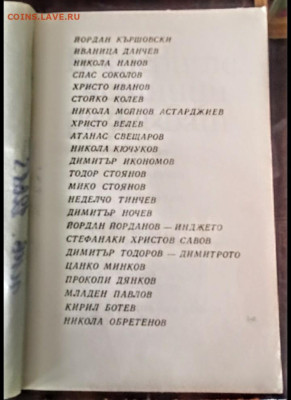 COINS.LAVE.RU
ЙОРДАН КЪРШОВСКИ
ИВАНИЦА ДАНЧЕВ
НИКОЛА НАНОВ
СПАС СОКОЛОВ
ХРИСТО ИВАНОВ
СТОЙКО КОЛЕВ
НИКОЛА МОЙНОВ АСТАРДЖИЕВ
ХРИСТО БЕЛЕВ
АТАНАС СВЕЩАРОВ
НИКОЛА КЮЧУКОВ
ДИМИТЪР ИКОНОМОВ
ТОДОР СТОЯНОВ
МИКО СТОЯНОВ
НЕДЕЛЧО ТИНЧЕВ
ДИМИТЪР НОЧЕВ
ЙОРДАН ЙОРДАНОВ — ИНДЖЕТО
СТЕФАНАКИ ХРИСТОВ САВОВ
ДИМИТЪР ТОДОРОВ — ДИМИТРОТО
ЦАНКО МИНКОВ
ПРОКОПИ ДЯНКОВ
МЛАДЕН ПАВЛОВ
КИРИЛ БОТЕВ
НИКОЛА ОБРЕТЕНОВ